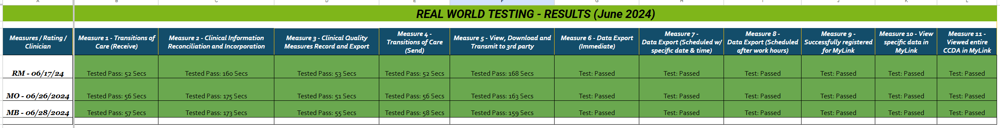 A B C D E F G H I J K L
REAL WORLD TESTING - RESULTS (June 2024)
Measures / Rating /
Clinician
Measure 1 - Transitions of
Care (Receive)
Measure 2 - Clinical Information
Reconciliation and Incorporation
Measure 3 - Clinical Quality
Measures Record and Export
Measure 4 -
Transitions of Care
(Send)
Measure 5 - View, Download and
Transmit to 3rd party
Measure 6 - Data Export
(Immediate)
Measure 7 -
Data Export (Scheduled w/
specific date & time)
Measure 8 -
Data Export (Scheduled
after work hours)
Measure 9 -
Successfully registered
for MyLink
Measure 10 - View
specific data in
MyLink
Measure 11 -
Viewed entire
CCDA in MyLink
RM - 06/17/24 Tested Pass: 52 Secs Tested Pass: 160 Secs Tested Pass: 53 Secs Tested Pass: 52 Secs Tested Pass: 168 Secs Test: Passed Test: Passed Test: Passed Test: Passed Test: Passed Test: Passed
MO - 06/26/2024 Tested Pass: 56 Secs Tested Pass: 175 Secs Tested Pass: 51 Secs Tested Pass: 56 Secs Tested Pass: 163 Secs Test: Passed Test: Passed Test: Passed Test: Passed Test: Passed Test: Passed
MB - 06/28/2024 Tested Pass: 57 Secs Tested Pass: 173 Secs Tested Pass: 55 Secs Tested Pass: 58 Secs Tested Pass: 159 Secs Test: Passed Test: Passed Test: Passed Test: Passed Test: Passed Test: Passed